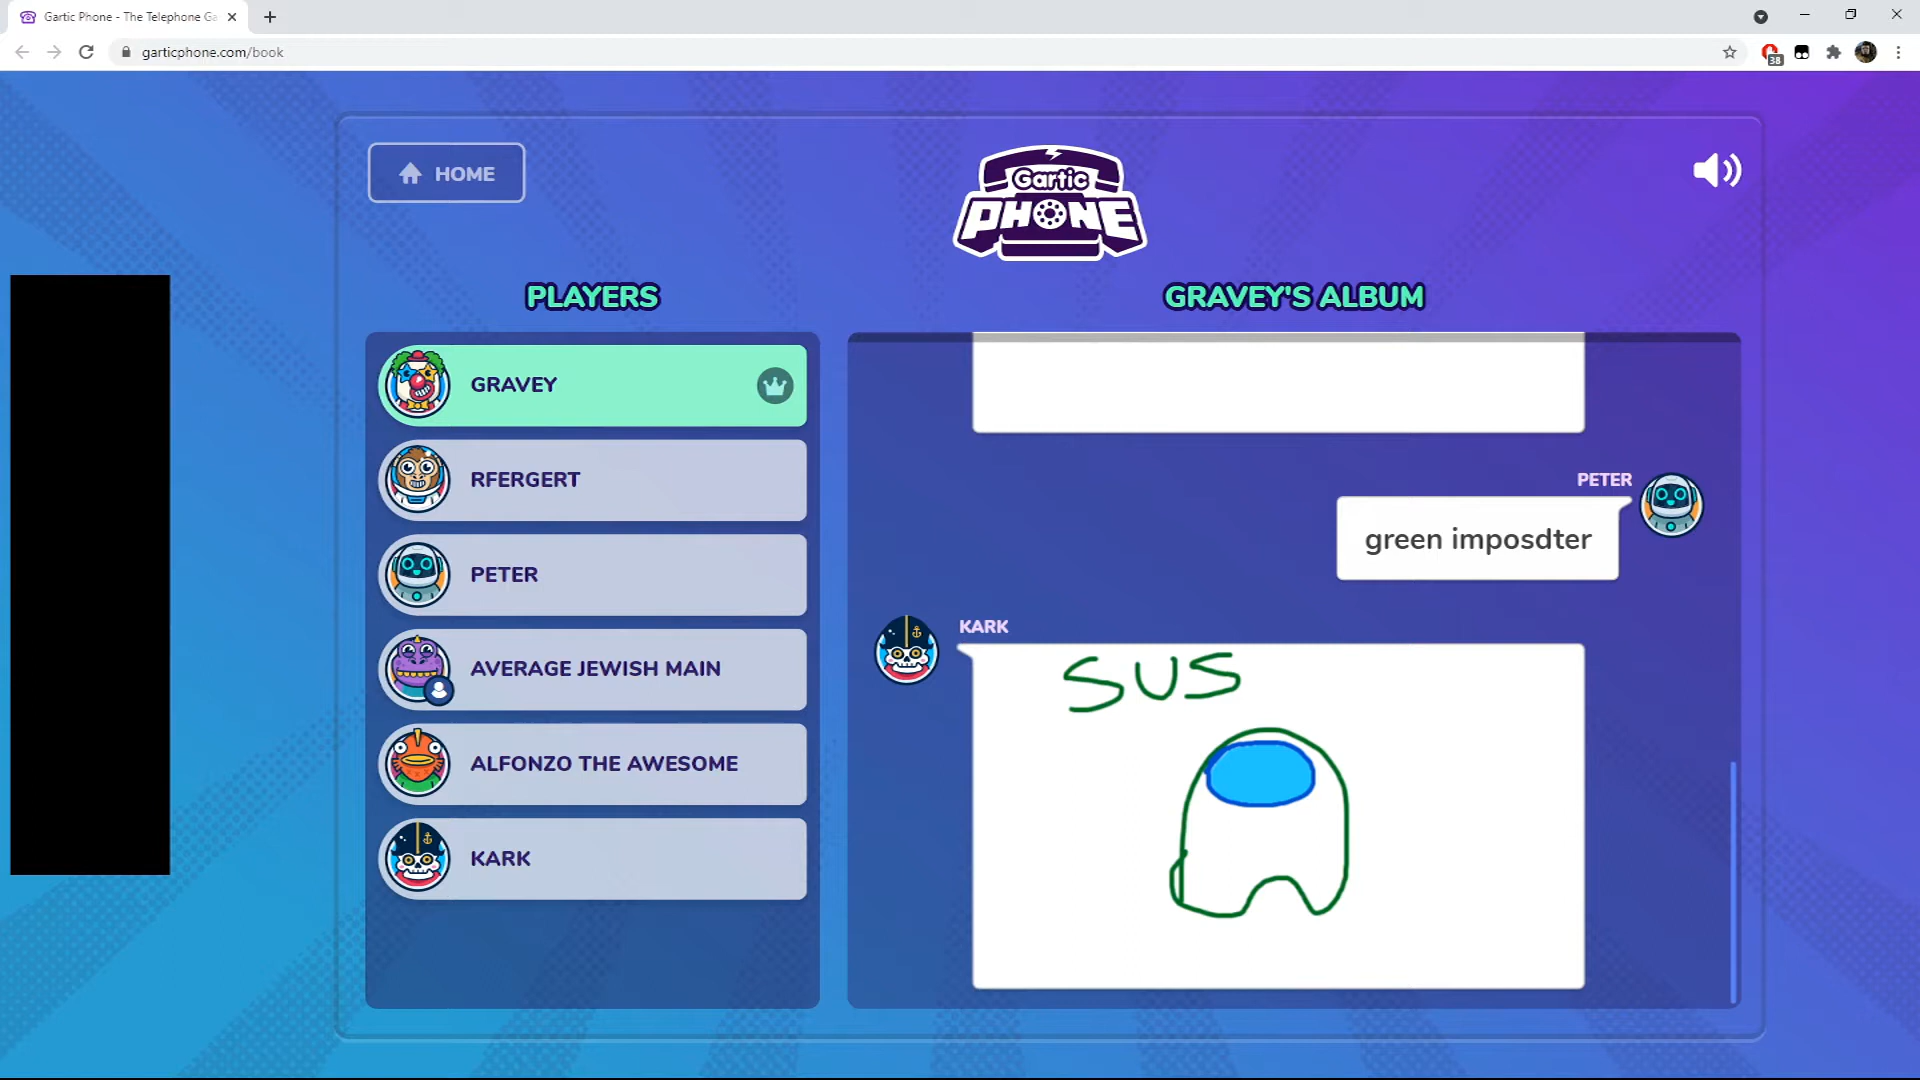 Gartic Phone - The Telephone Ga
garticphone.com/book
38
HOME
Gartic
PHONE
PLAYERS
GRAVEY'S ALBUM
GRAVEY
RFERGERT
PETER
AVERAGE JEWISH MAIN
ALFONZO THE AWESOME
KARK
PETER
green imposdter
KARK
SUS